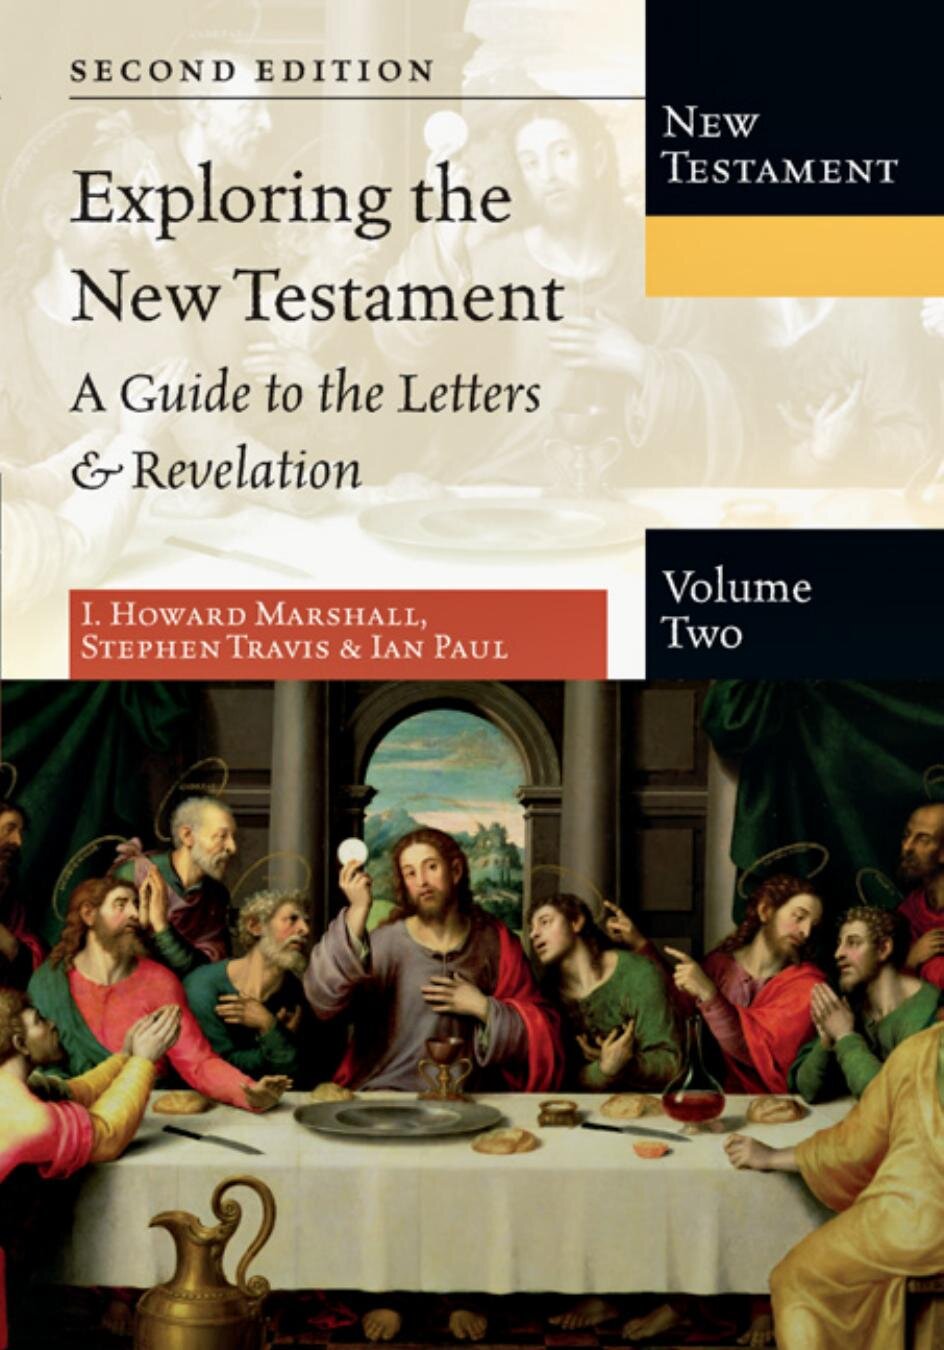 SECOND EDITION
NEW
TESTAMENT
Exploring the
New Testament
A Guide to the Letters
& Revelation
Volume
Two
I. HOWARD MARSHALL,
STEPHEN TRAVIS & IAN PAUL